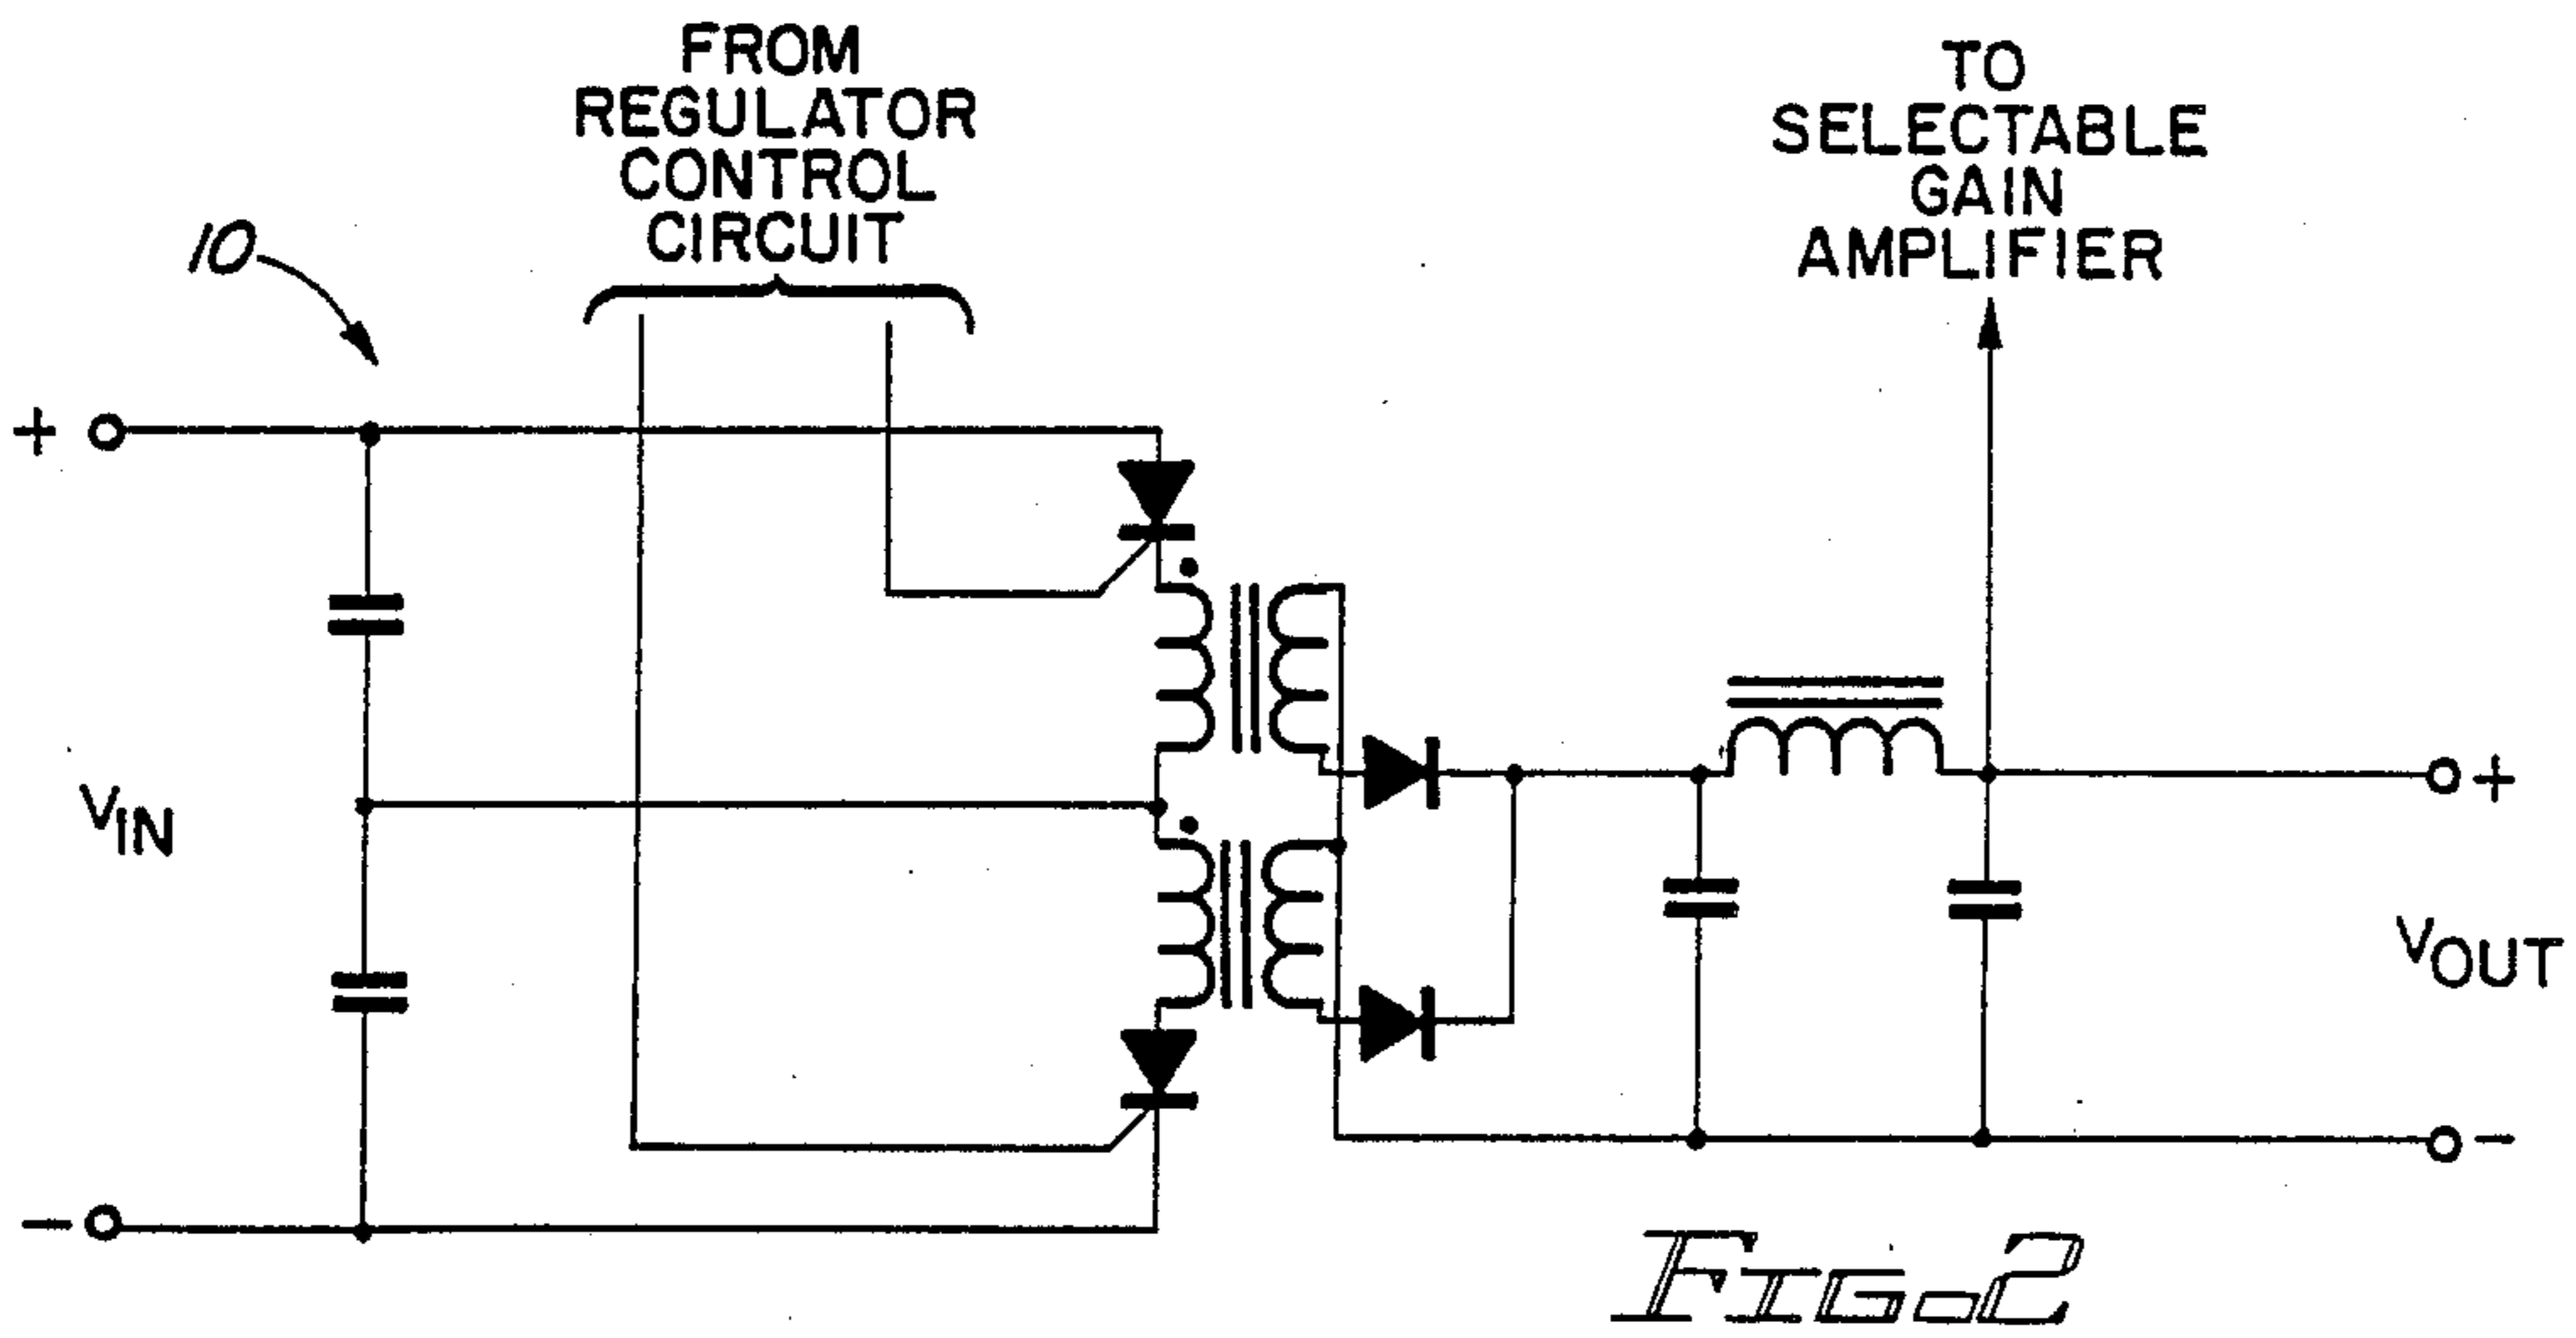 FROM
REGULATOR
CONTROL
CIRCUIT
TO
SELECTABLE
GAIN
AMPLIFIER
10
+
+
VIN
VOUT
−
−
FIG. 2